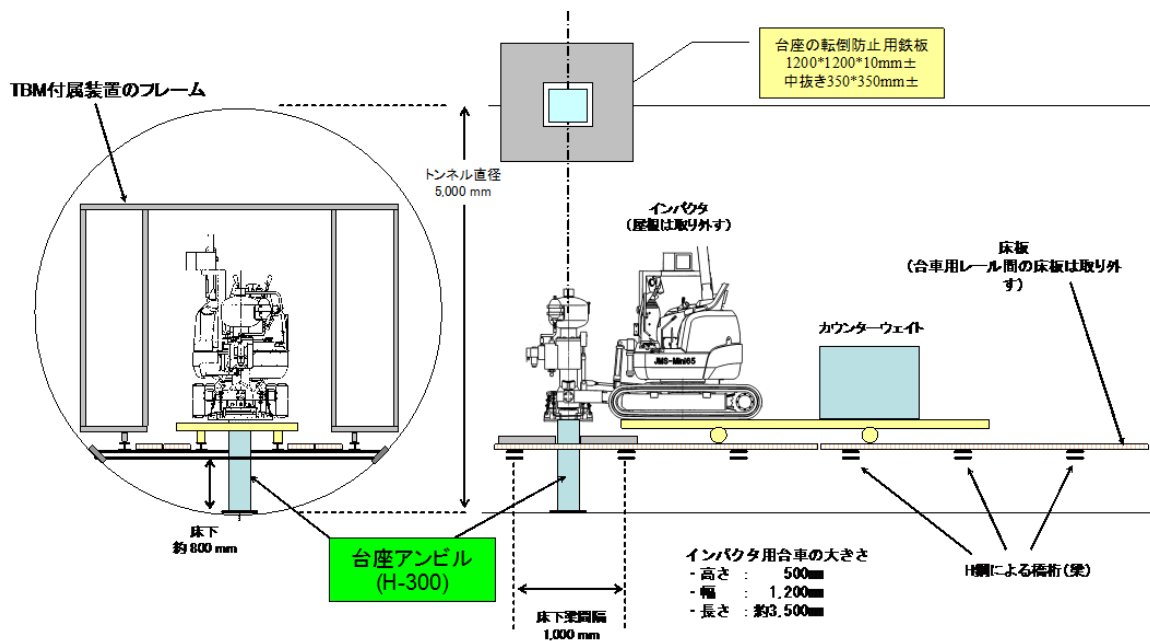 台座の転倒防止用鉄板
1200*1200*10mm±
中抜き350*350mm±
TBM付属装置のフレーム
トンネル直径
5,000 mm
インパクタ
（屋根は取り外す）
床板
（台車用レール間の床板は取り外
す）
カウンターウェイト
JMS-Mini65
床下
約800 mm
台座アンビル
(H-300)
床下梁間隔
1,000 mm
インパクタ用台車の大きさ
- 高さ : 500mm
- 幅 : 1,200mm
- 長さ : 約3,500mm
H鋼による橋桁（梁）